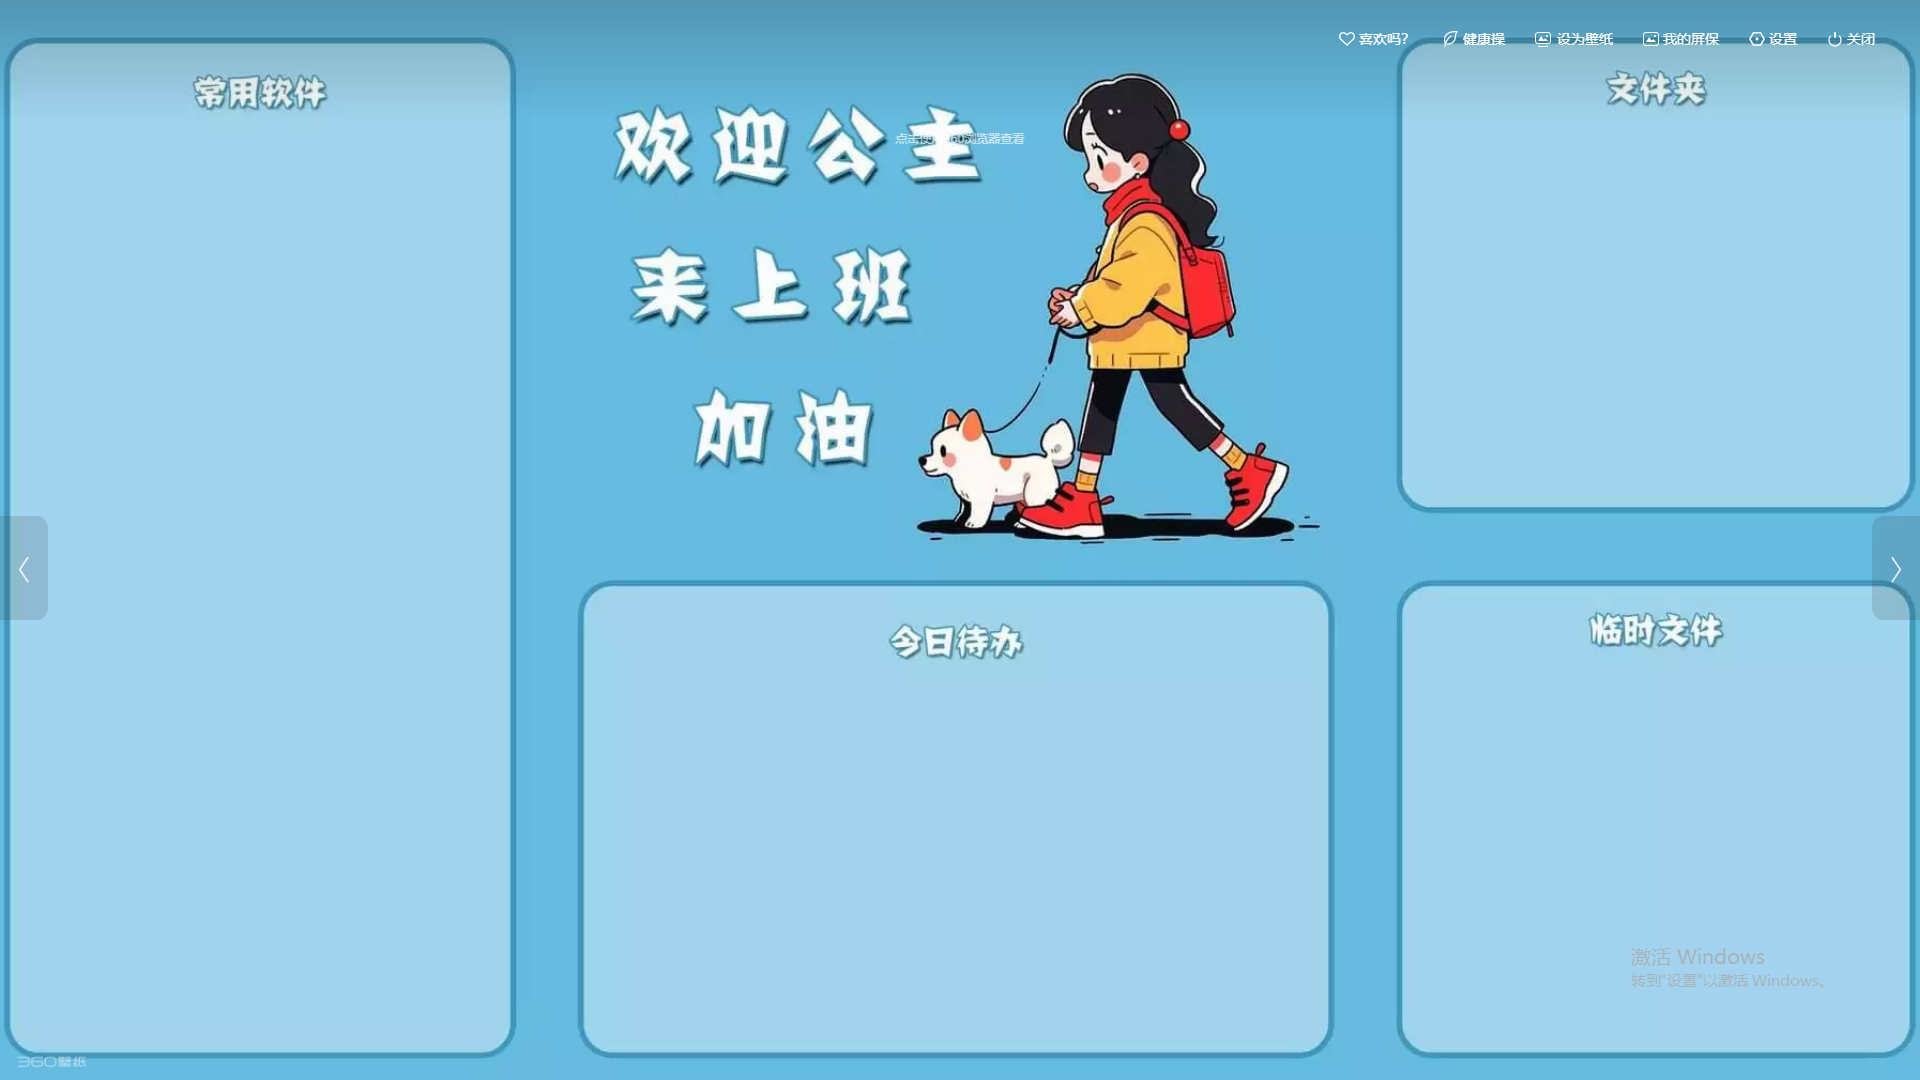 喜欢吗?
健康操
设为壁纸
我的屏保
设置
关闭
常用软件
欢迎公主
点击使用360浏览器查看
来上班
加油
文件夹
今日待办
临时文件
激活 Windows
转到“设置”以激活 Windows。
360壁纸